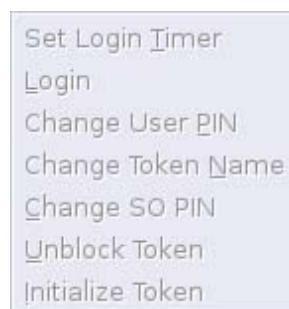 Set Login Timer
Login
Change User PIN
Change Token Name
Change SO PIN
Unblock Token
Initialize Token